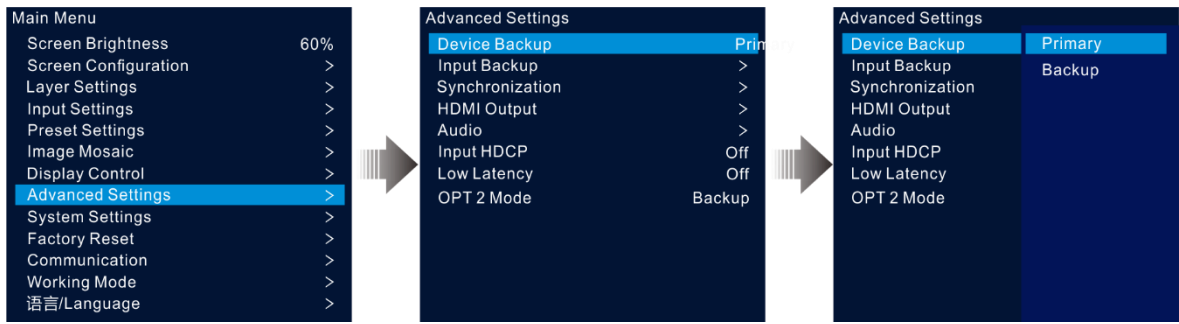 Main Menu
Screen Brightness 60%
Screen Configuration >
Layer Settings >
Input Settings >
Preset Settings >
Image Mosaic >
Display Control >
Advanced Settings >
System Settings >
Factory Reset >
Communication >
Working Mode >
语言/Language >
Advanced Settings
Device Backup Primary
Input Backup >
Synchronization >
HDMI Output >
Audio >
Input HDCP Off
Low Latency Off
OPT 2 Mode Backup
Advanced Settings
Device Backup Primary
Input Backup Backup
Synchronization
HDMI Output
Audio
Input HDCP
Low Latency
OPT 2 Mode